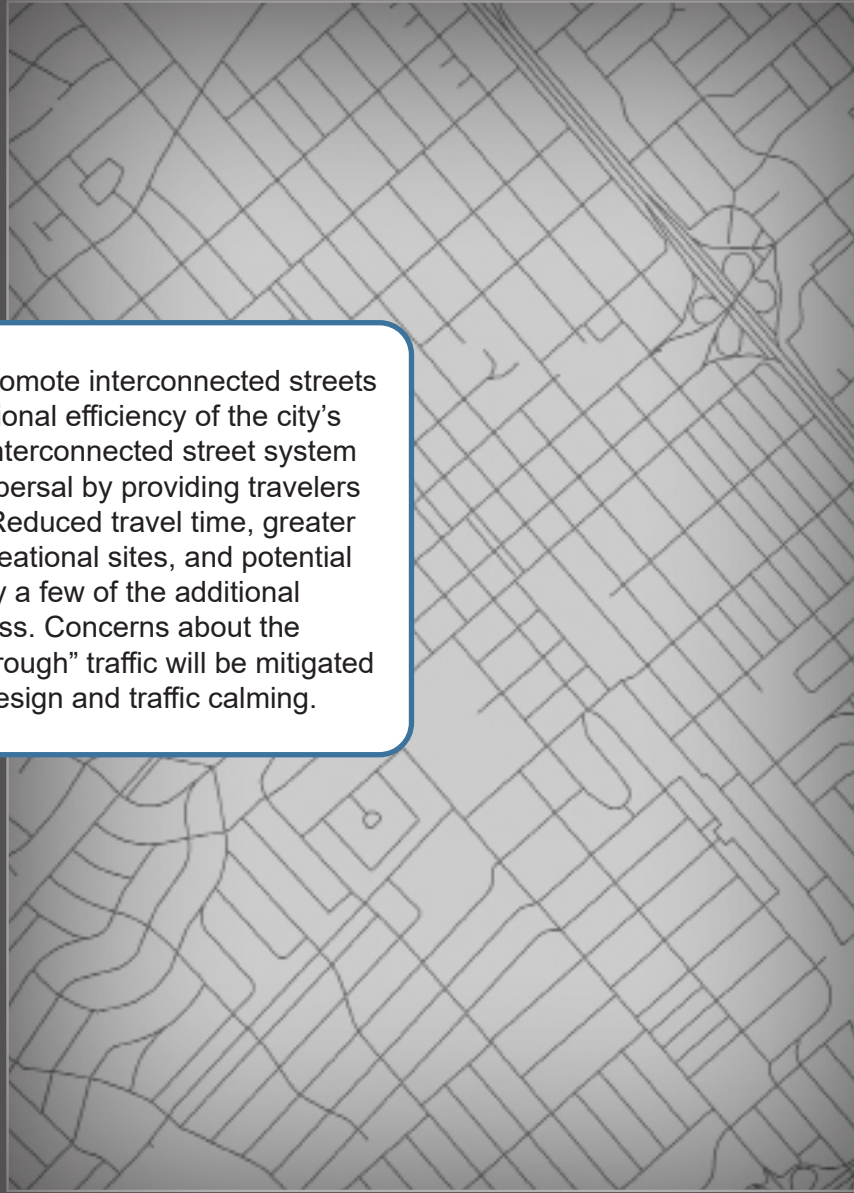 omote interconnected streets
ional efficiency of the city’s
nterconnected street system
persal by providing travelers
Reduced travel time, greater
eational sites, and potential
y a few of the additional
ss. Concerns about the
rough” traffic will be mitigated
esign and traffic calming.